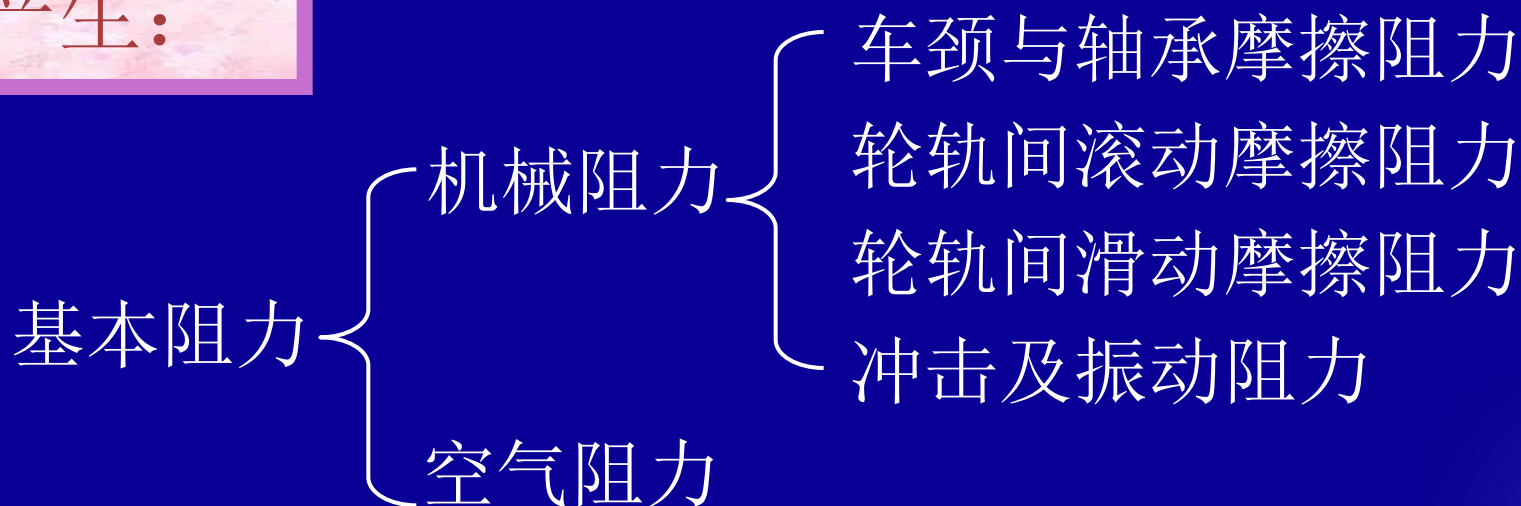 生：
车颈与轴承摩擦阻力
机械阻力
轮轨间滚动摩擦阻力
轮轨间滑动摩擦阻力
基本阻力
冲击及振动阻力
空气阻力